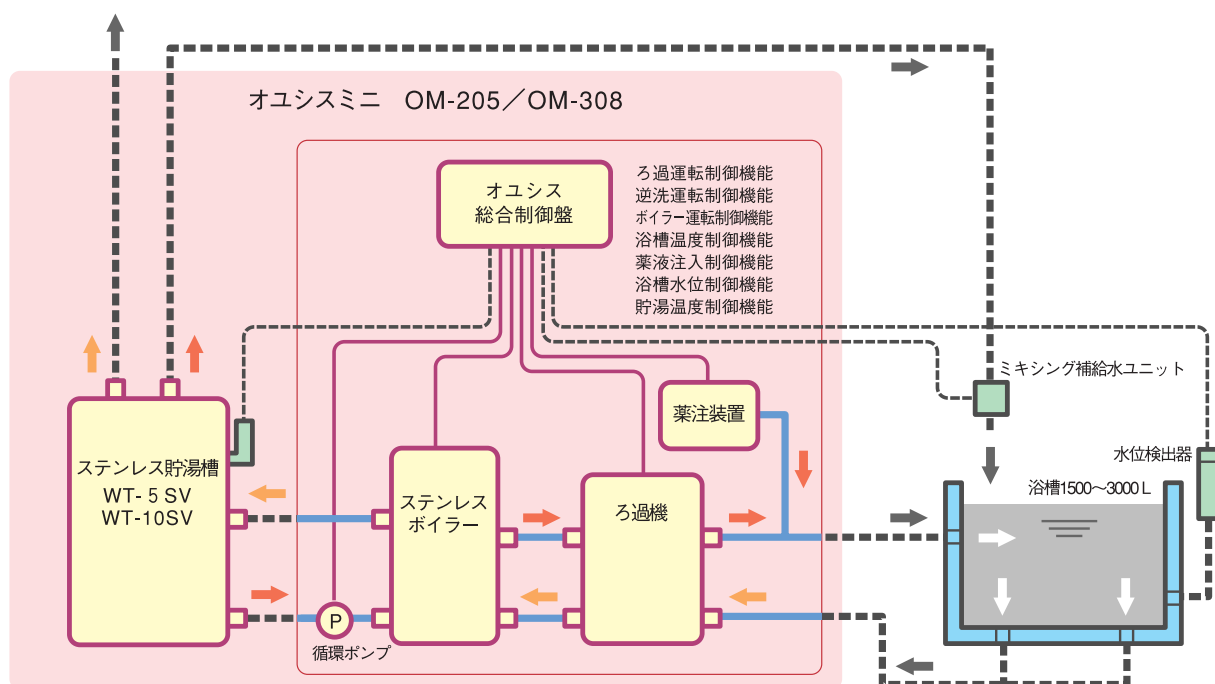 オユシスミニ OM-205／OM-308
オユシス
総合制御盤
ろ過運転制御機能
逆洗運転制御機能
ボイラー運転制御機能
浴槽温度制御機能
薬液注入制御機能
浴槽水位制御機能
貯湯温度制御機能
ミキシング補給水ユニット
薬注装置
水位検出器
ステンレス貯湯槽
WT-5SV
WT-10SV
ステンレス
ボイラー
ろ過機
浴槽1500〜3000L
P
循環ポンプ